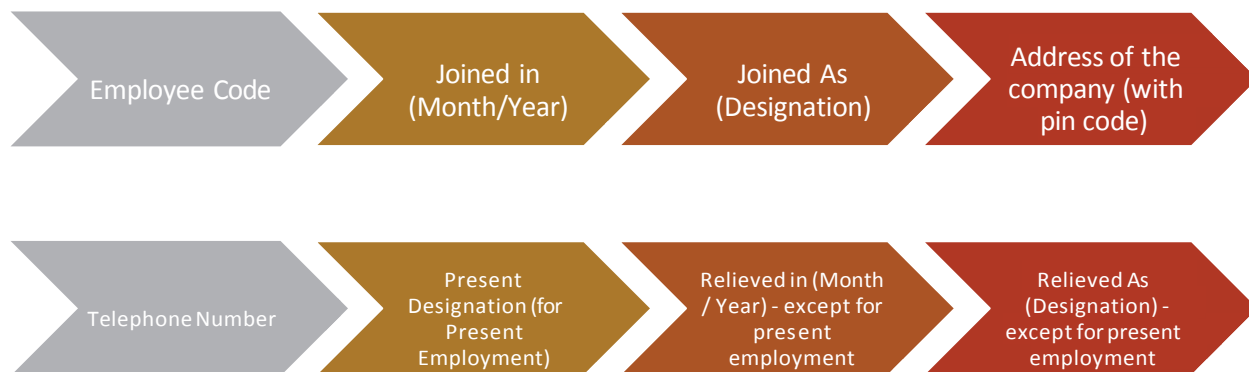 Employee Code
Joined in
(Month/Year)
Joined As
(Designation)
Address of the
company (with
pin code)
Telephone Number
Present
Designation (for
Present
Employment)
Relieved in (Month
/ Year) - except for
present
employment
Relieved As
(Designation) -
except for present
employment